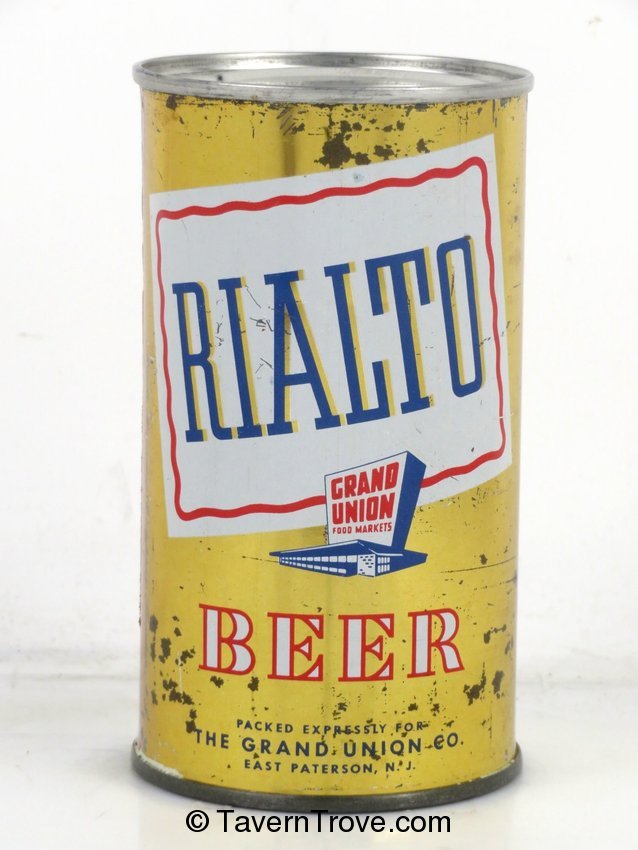 RIALTO
GRAND
UNION
FOOD MARKETS
BEER
PACKED EXPRESSLY FOR
THE GRAND UNION CO.
EAST PATERSON, N.J.
© TavernTrove.com